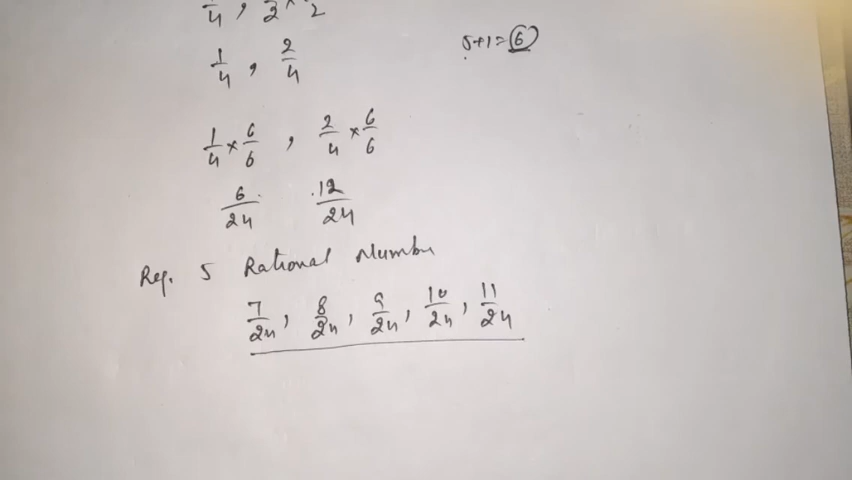 1/4 , 2/4
5+1=6
1/4 × 6/6 , 2/4 × 6/6
6/24 12/24
Req. 5 Rational Number
7/24, 8/24, 9/24, 10/24, 11/24